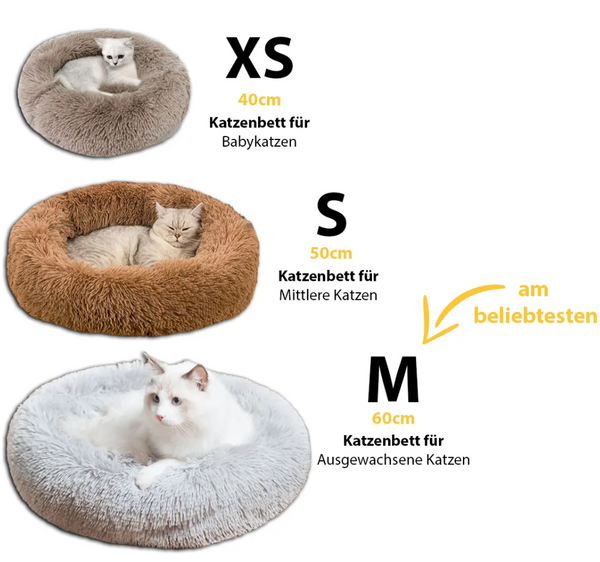 XS
40cm
Katzenbett für
Babykatzen
S
50cm
Katzenbett für
Mittlere Katzen
am
beliebtesten
M
60cm
Katzenbett für
Ausgewachsene Katzen